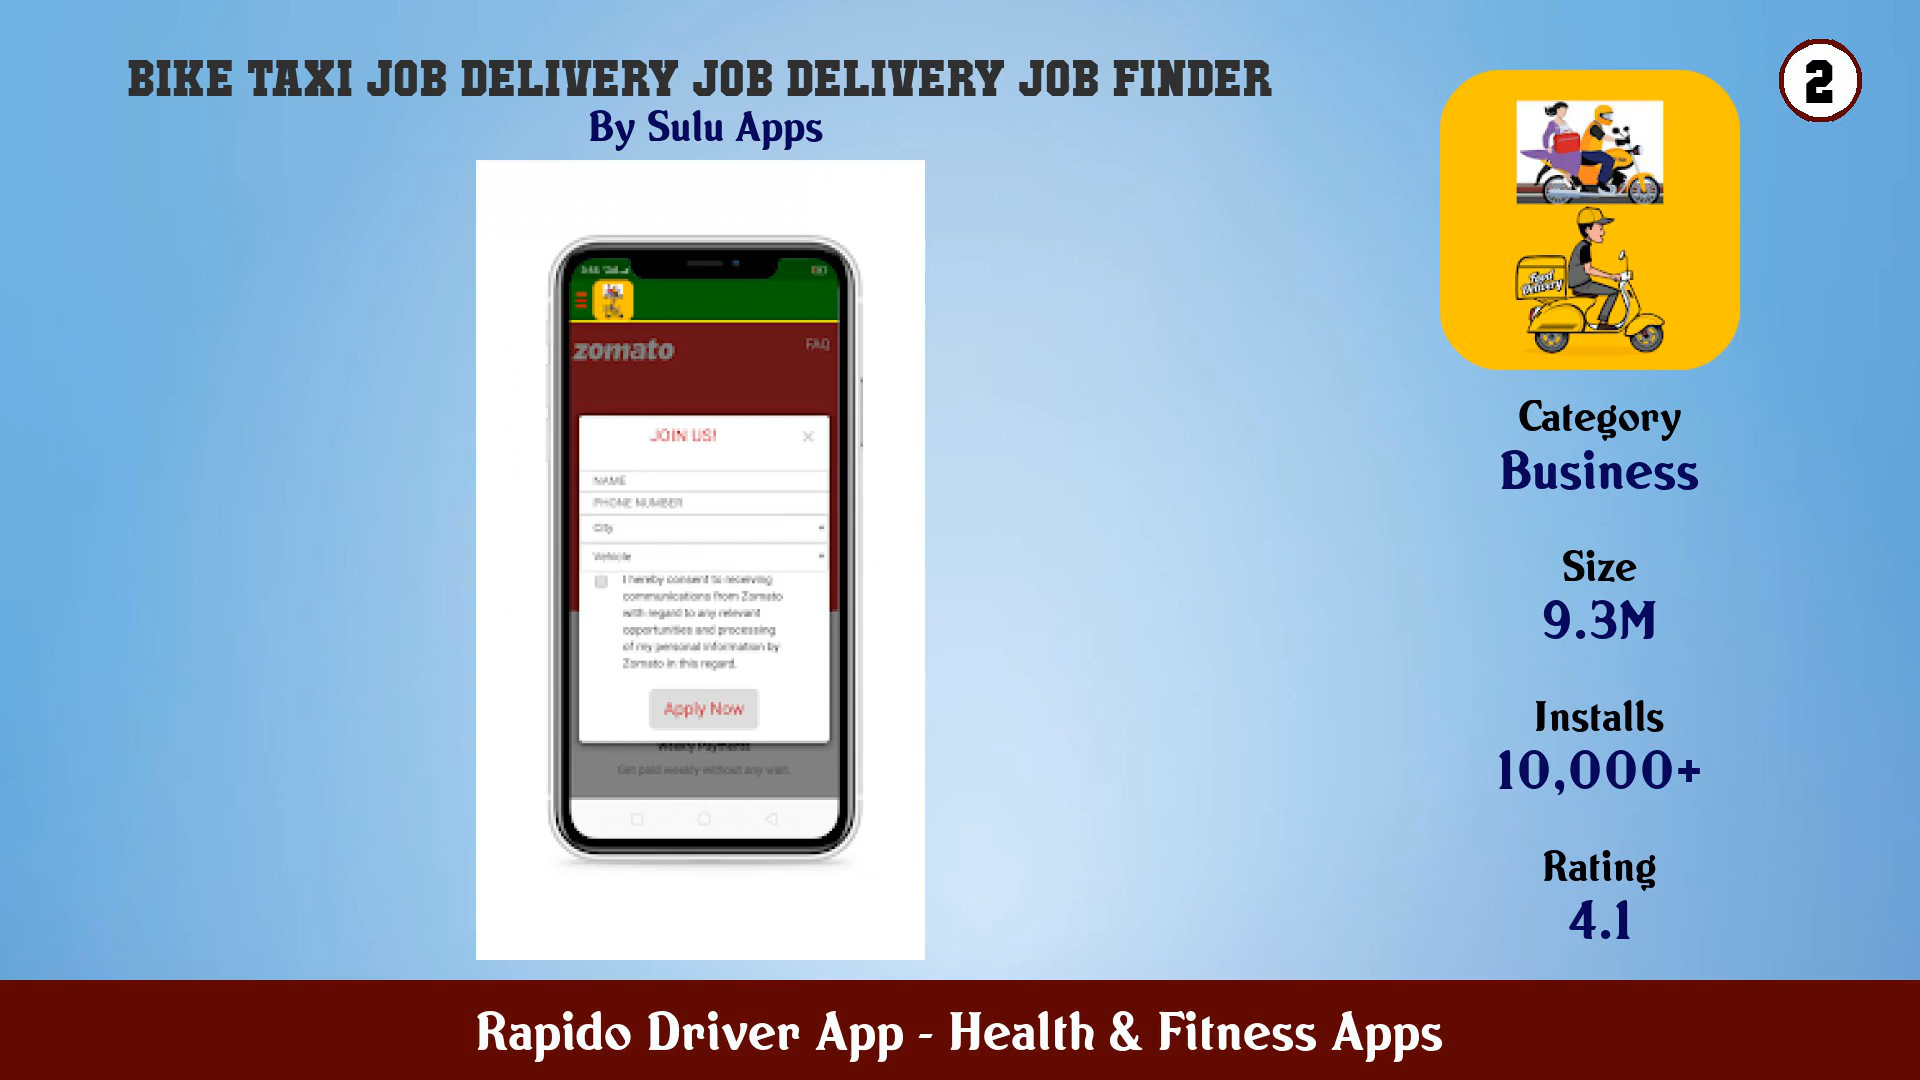 BIKE TAXI JOB DELIVERY JOB DELIVERY JOB FINDER
By Sulu Apps
2
zomato
FAQ
JOIN US!
NAME
PHONE NUMBER
City
Vehicle
I hereby consent to receiving
communications from Zomato
with regard to any relevant
opportunities and processing
of my personal information by
Zomato in this regard.
Apply Now
Weekly Payments
Get paid weekly without any wait.
Food
Delivery
Category
Business
Size
9.3M
Installs
10,000+
Rating
4.1
Rapido Driver App - Health & Fitness Apps